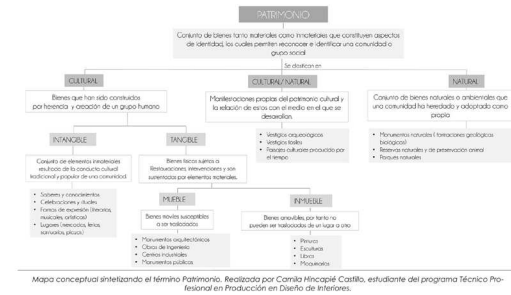 PATRIMONIO
Conjunto de bienes tanto materiales como inmateriales que constituyen aspectos
de identidad, los cuales permiten reconocer e identificar una comunidad o
grupo social
Se clasifican en
CULTURAL
CULTURAL/ NATURAL
NATURAL
Bienes que han sido construidos
por herencia y creación de un grupo humano
Manifestaciones propias del patrimonio cultural y
la relación de estos con el medio en el que se
desarrollan.
Conjunto de bienes naturales o ambientales que
una comunidad ha heredado y adoptado como
propia
• Vestigios arqueológicos
• Vestigios fósiles
• Paisajes culturales producido por
el tiempo
• Monumentos naturales ( formaciones geológicas
(biológicas)
• Reservas naturales y de preservación animal
• Parques naturales
INTANGIBLE
TANGIBLE
Conjunto de elementos inmateriales
resultado de la conducta cultural
tradicional y popular de una comunidad.
Bienes físicos sujetos a
Restauraciones intervenciones y son
sustentados por elementos materiales.
• Saberes y conocimientos
• Celebraciones y rituales
• Formas de expresión (literarias,
musicales, artísticas)
• Lugares (mercados, ferias,
santuarios, plazas)
MUEBLE
INMUEBLE
Bienes móviles susceptibles
a ser trasladados
Bienes amovibles, por tanto no
pueden ser trasladados de un lugar a otro
• Monumentos arquitectónicos
• Obras de ingeniería
• Centros industriales
• Monumentos públicos
• Pinturas
• Esculturas
• Libros
• Maquinarias
Mapa conceptual sintetizando el término Patrimonio. Realizada por Camila Hincapié Castillo, estudiante del programa Técnico Pro-
fesional en Producción en Diseño de Interiores.